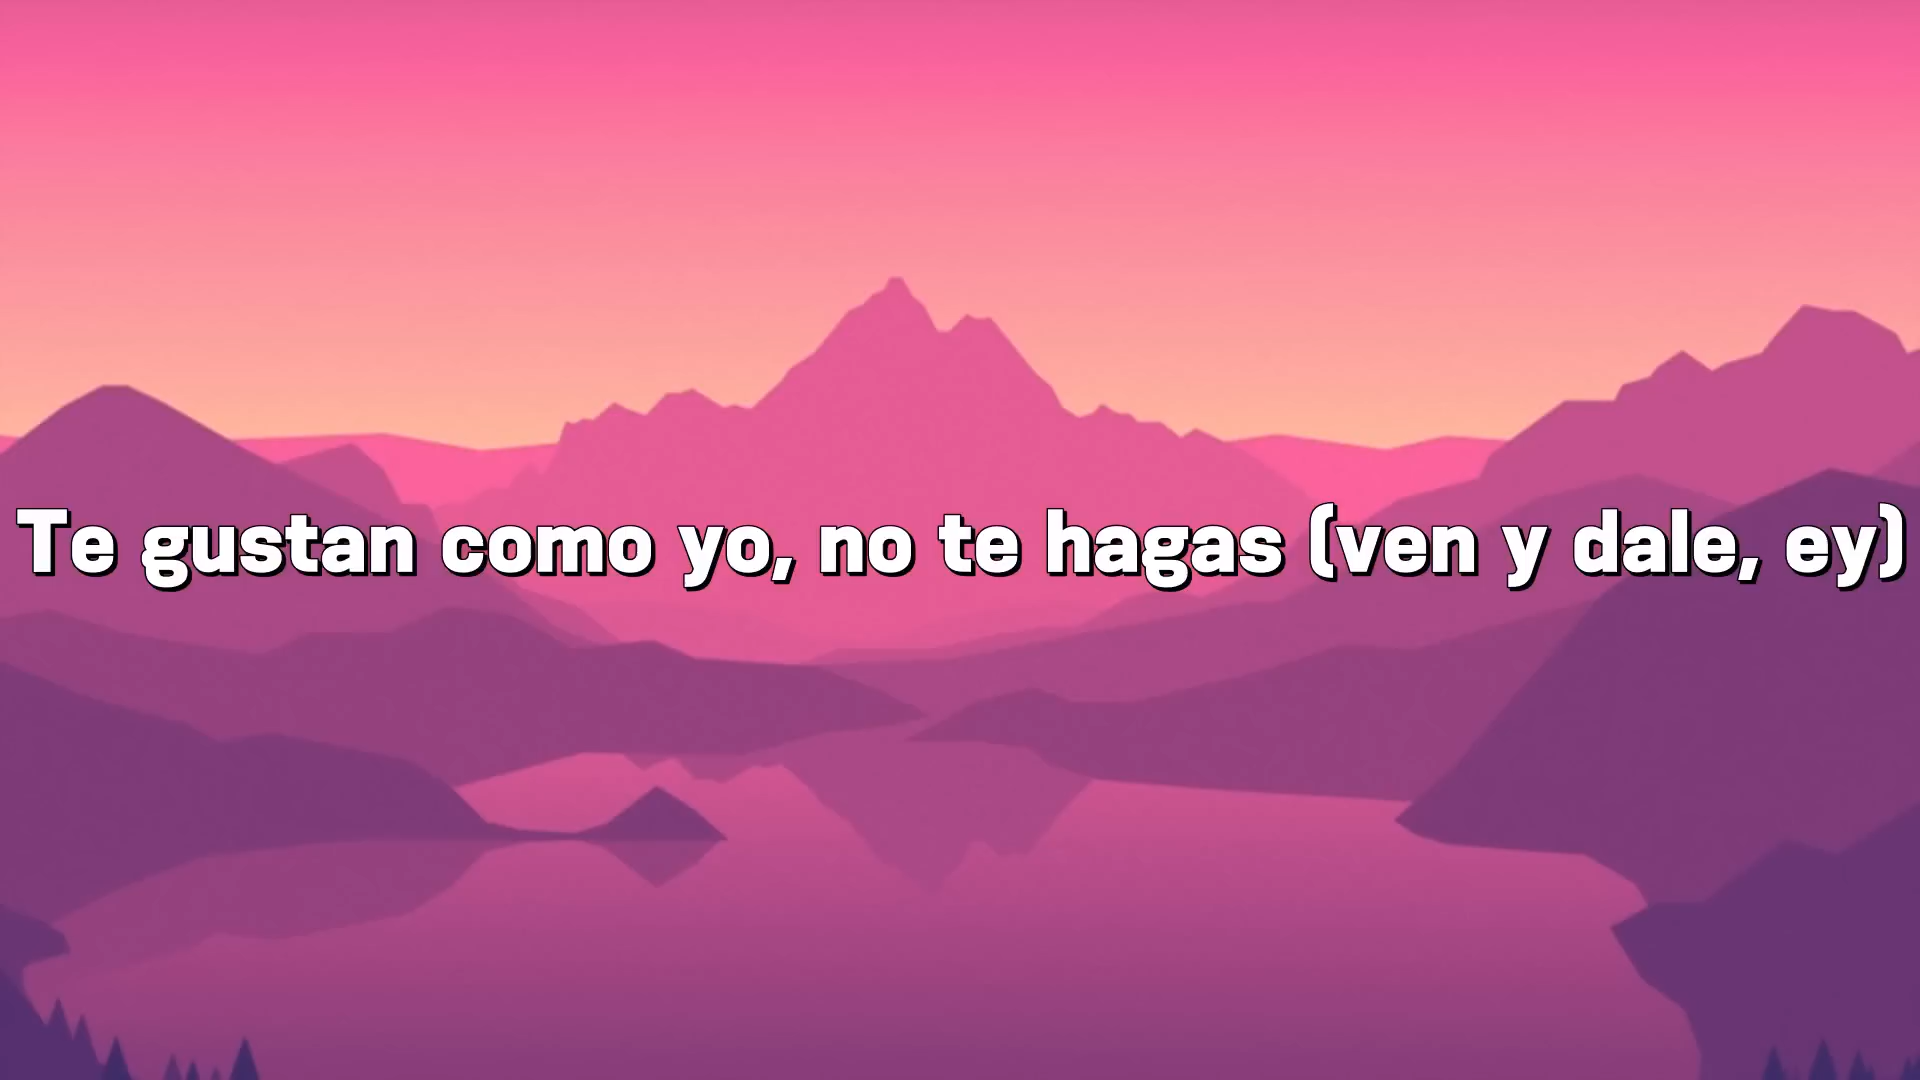 Te gustan como yo, no te hagas (ven y dale, ey)